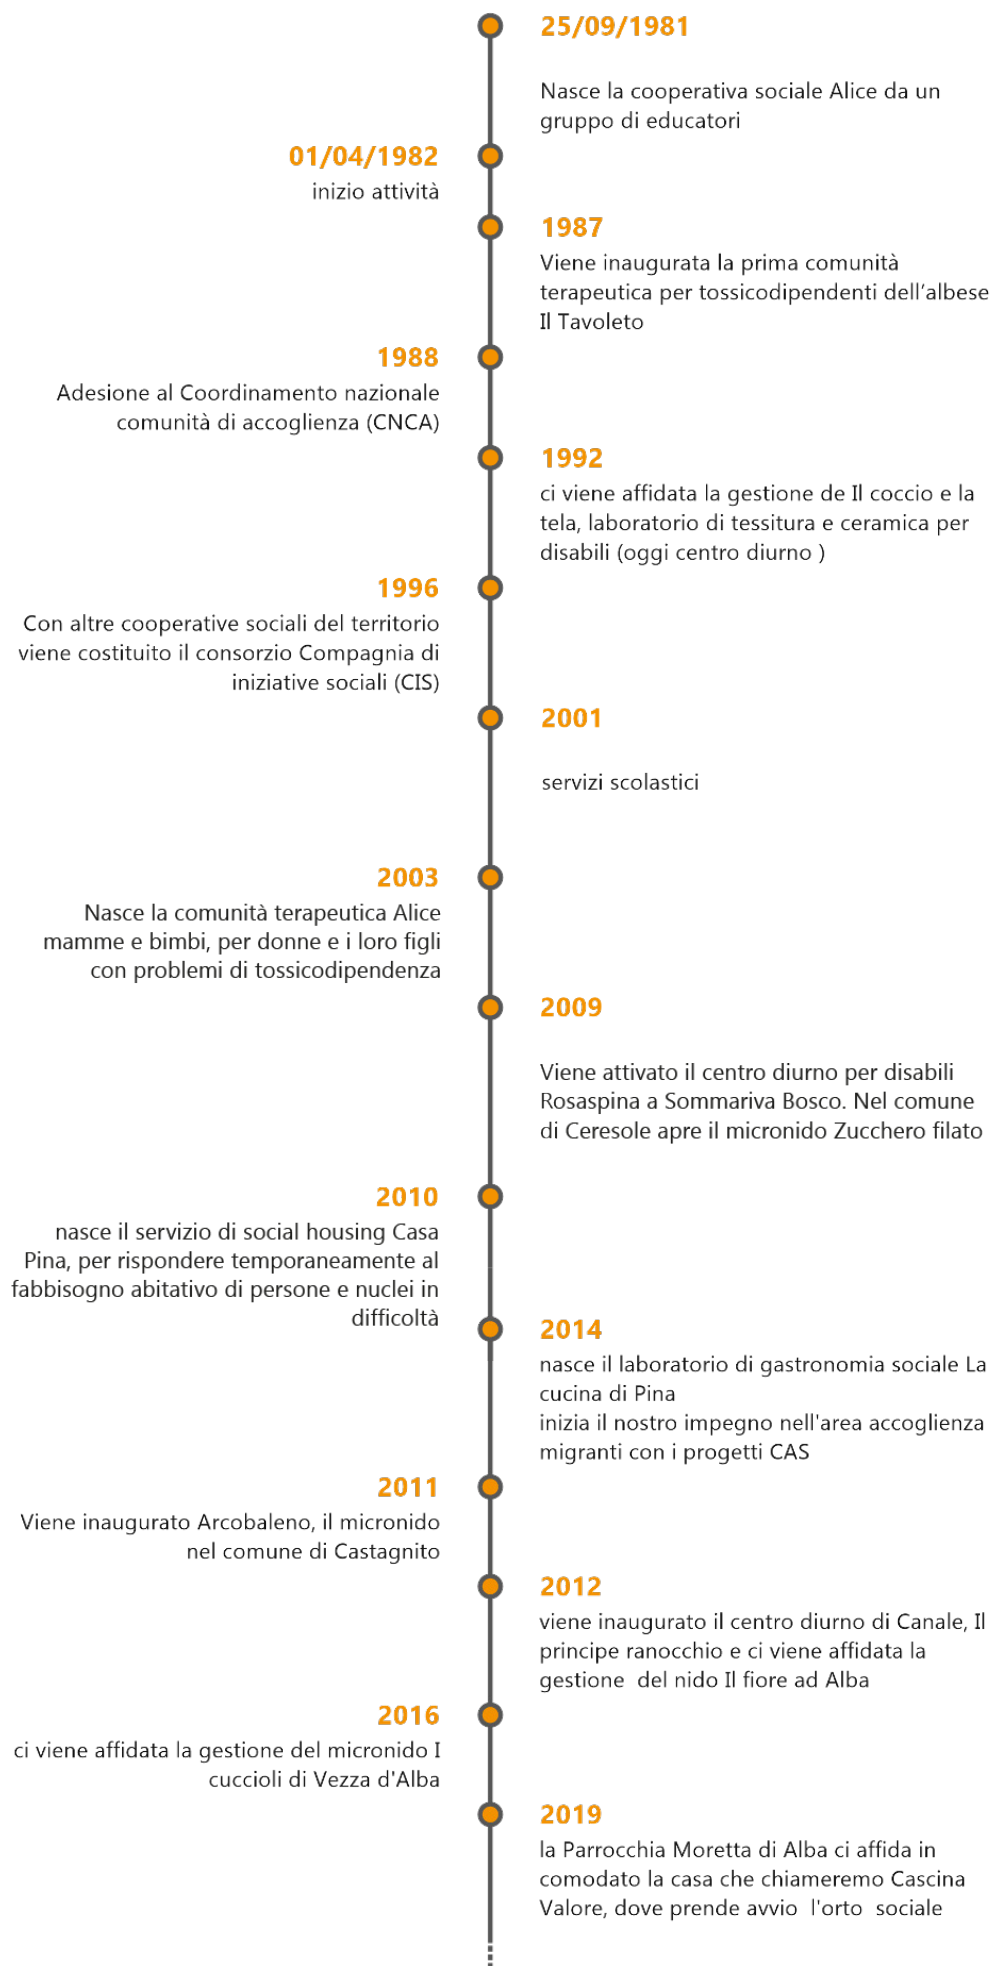 25/09/1981
Nasce la cooperativa sociale Alice da un
gruppo di educatori
01/04/1982
inizio attività
1987
Viene inaugurata la prima comunità
terapeutica per tossicodipendenti dell’albese
Il Tavoleto
1988
Adesione al Coordinamento nazionale
comunità di accoglienza (CNCA)
1992
ci viene affidata la gestione de Il coccio e la
tela, laboratorio di tessitura e ceramica per
disabili (oggi centro diurno )
1996
Con altre cooperative sociali del territorio
viene costituito il consorzio Compagnia di
iniziative sociali (CIS)
2001
servizi scolastici
2003
Nasce la comunità terapeutica Alice
mamme e bimbi, per donne e i loro figli
con problemi di tossicodipendenza
2009
Viene attivato il centro diurno per disabili
Rosaspina a Sommariva Bosco. Nel comune
di Ceresole apre il micronido Zucchero filato
2010
nasce il servizio di social housing Casa
Pina, per rispondere temporaneamente al
fabbisogno abitativo di persone e nuclei in
difficoltà
2014
nasce il laboratorio di gastronomia sociale La
cucina di Pina
inizia il nostro impegno nell'area accoglienza
migranti con i progetti CAS
2011
Viene inaugurato Arcobaleno, il micronido
nel comune di Castagnito
2012
viene inaugurato il centro diurno di Canale, Il
principe ranocchio e ci viene affidata la
gestione  del nido Il fiore ad Alba
2016
ci viene affidata la gestione del micronido I
cuccioli di Vezza d'Alba
2019
la Parrocchia Moretta di Alba ci affida in
comodato la casa che chiameremo Cascina
Valore, dove prende avvio  l'orto  sociale